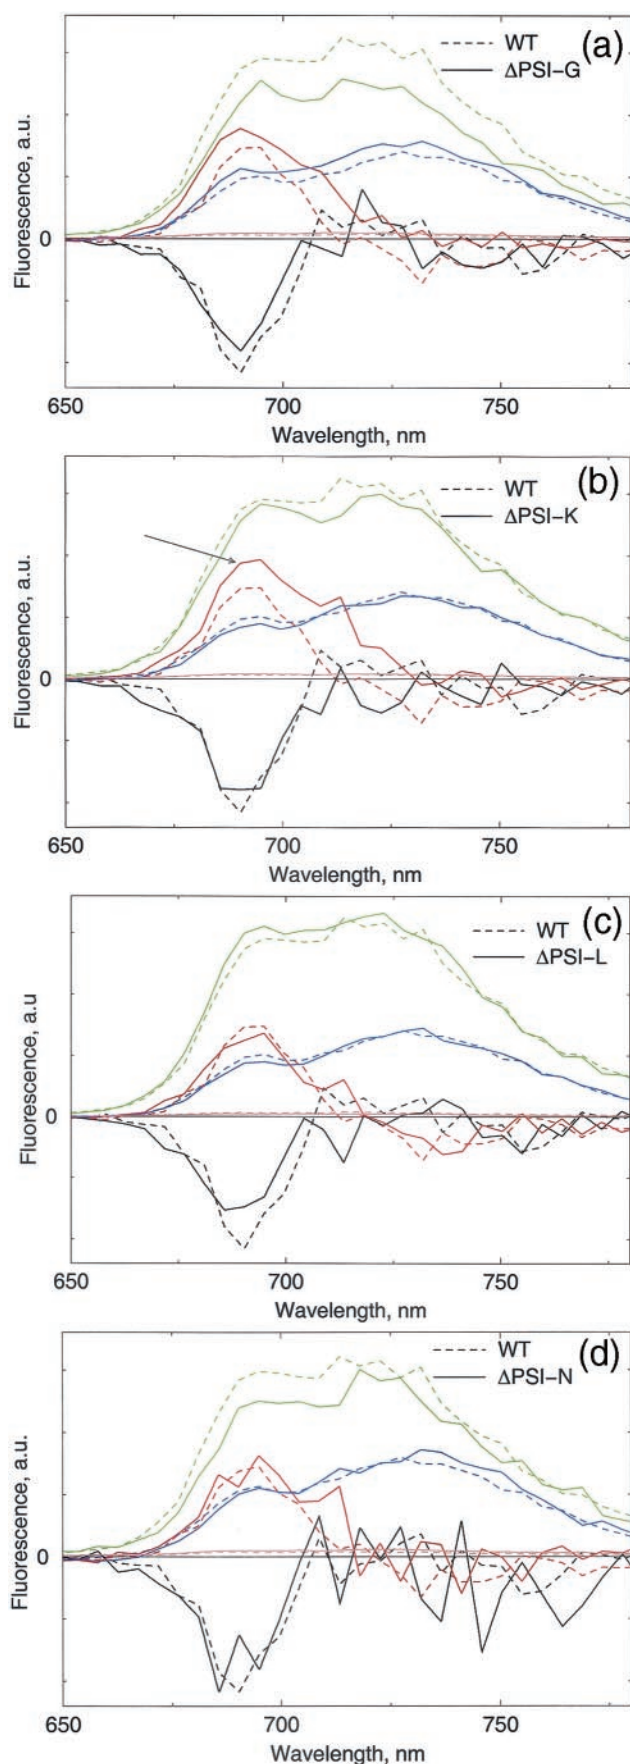 (a)
WT
ΔPSI–G
Fluorescence, a.u.
0
650
700
750
Wavelength, nm
(b)
WT
ΔPSI–K
Fluorescence, a.u.
0
650
700
750
Wavelength, nm
(c)
WT
ΔPSI–L
Fluorescence, a.u
0
650
700
750
Wavelength, nm
(d)
WT
ΔPSI–N
Fluorescence, a.u.
0
650
700
750
Wavelength, nm